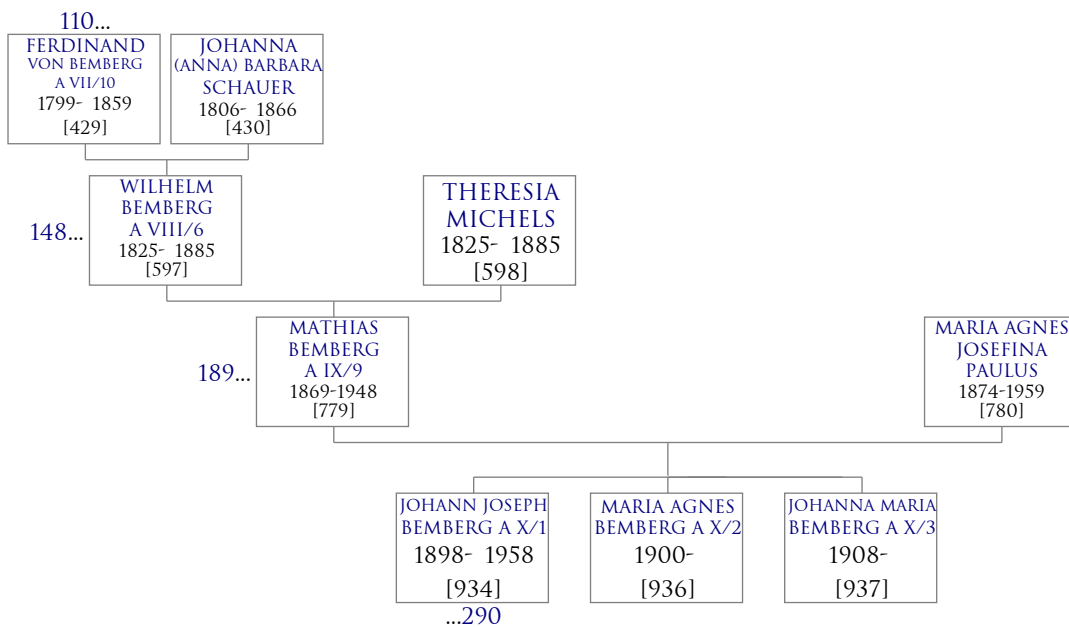 110...
FERDINAND
VON BEMBERG
A VII/10
1799- 1859
[429]
JOHANNA
(ANNA) BARBARA
SCHAUER
1806- 1866
[430]
148...
WILHELM
BEMBERG
A VIII/6
1825- 1885
[597]
THERESIA
MICHELS
1825- 1885
[598]
189...
MATHIAS
BEMBERG
A IX/9
1869-1948
[779]
MARIA AGNES
JOSEFINA
PAULUS
1874-1959
[780]
JOHANN JOSEPH
BEMBERG A X/1
1898- 1958
[934]
...290
MARIA AGNES
BEMBERG A X/2
1900-
[936]
JOHANNA MARIA
BEMBERG A X/3
1908-
[937]